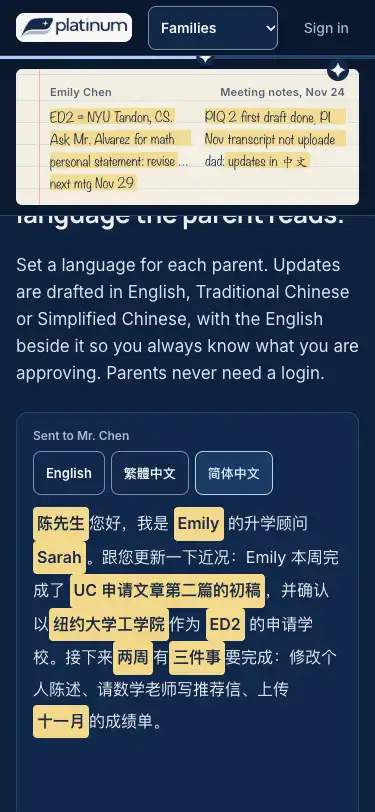 platinum
Families
Sign in
Emily Chen
Meeting notes, Nov 24
ED2 = NYU Tandon, CS.
Ask Mr. Alvarez for math
personal statement: revise ...
next mtg Nov 29
PIQ 2 first draft done, PI
Nov transcript not uploade
dad: updates in 中文
language the parent reads.
Set a language for each parent. Updates
are drafted in English, Traditional Chinese
or Simplified Chinese, with the English
beside it so you always know what you are
approving. Parents never need a login.
Sent to Mr. Chen
English
繁體中文
简体中文
陈先生您好，我是 Emily 的升学顾问
Sarah。跟您更新一下近况：Emily 本周完
成了 UC 申请文章第二篇的初稿，并确认
以纽约大学工学院作为 ED2 的申请学
校。接下来两周有三件事要完成：修改个
人陈述、请数学老师写推荐信、上传
十一月的成绩单。